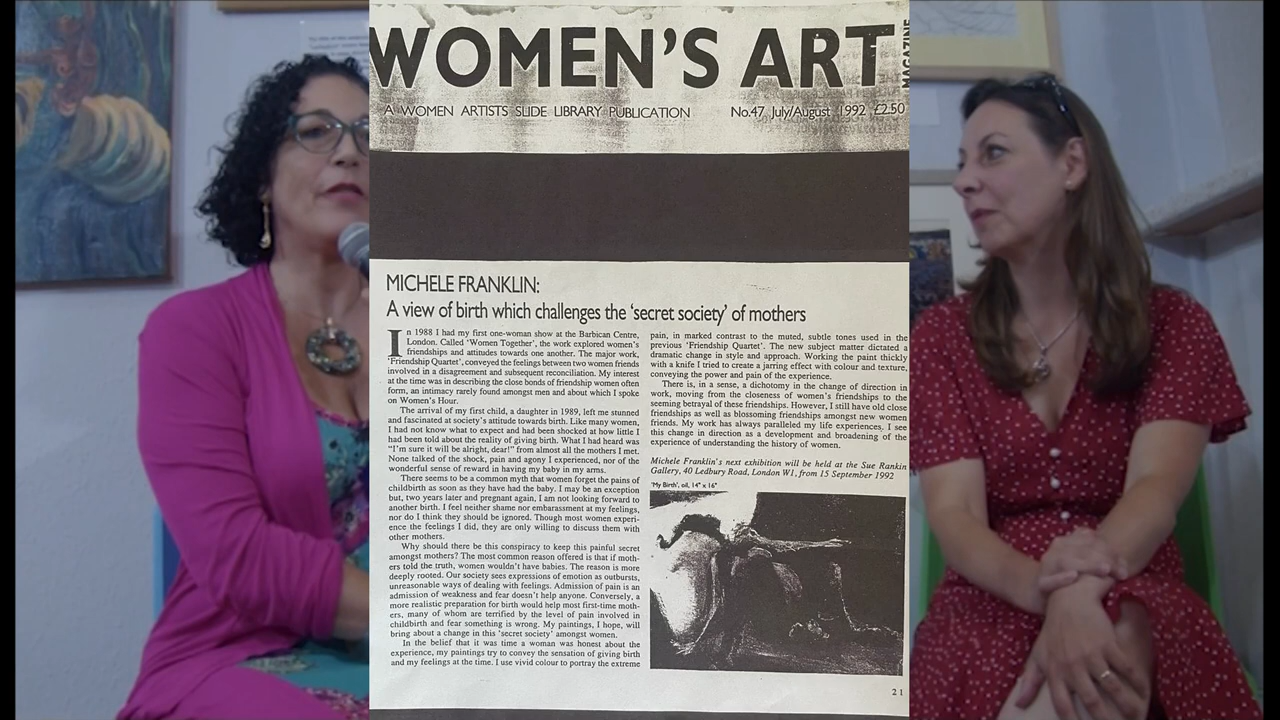 WOMEN'S ART
MAGAZINE
A WOMEN ARTISTS SLIDE LIBRARY PUBLICATION
No.47 July/August 1992 £2.50
MICHELE FRANKLIN:
A view of birth which challenges the 'secret society' of mothers
In 1988 I had my first one-woman show at the Barbican Centre,
London. Called 'Women Together', the work explored women's
friendships and attitudes towards one another. The major work,
'Friendship Quartet', conveyed the feelings between two women friends
involved in a disagreement and subsequent reconciliation. My interest
at the time was in describing the close bonds of friendship women often
form, an intimacy rarely found amongst men and about which I spoke
on Women's Hour.
The arrival of my first child, a daughter in 1989, left me stunned
and fascinated at society's attitude towards birth. Like many women,
I had not know what to expect and had been shocked at how little I
had been told about the reality of giving birth. What I had heard was
"I'm sure it will be alright, dear!" from almost all the mothers I met.
None talked of the shock, pain and agony I experienced, nor of the
wonderful sense of reward in having my baby in my arms.
There seems to be a common myth that women forget the pains of
childbirth as soon as they have had the baby. I may be an exception
but, two years later and pregnant again, I am not looking forward to
another birth. I feel neither shame nor embarassment at my feelings,
nor do I think they should be ignored. Though most women experi-
ence the feelings I did, they are only willing to discuss them with
other mothers.
Why should there be this conspiracy to keep this painful secret
amongst mothers? The most common reason offered is that if moth-
ers told the truth, women wouldn't have babies. The reason is more
deeply rooted. Our society sees expressions of emotion as outbursts,
unreasonable ways of dealing with feelings. Admission of pain is an
admission of weakness and fear doesn't help anyone. Conversely, a
more realistic preparation for birth would help most first-time moth-
ers, many of whom are terrified by the level of pain involved in
childbirth and fear something is wrong. My paintings, I hope, will
bring about a change in this 'secret society' amongst women.
In the belief that it was time a woman was honest about the
experience, my paintings try to convey the sensation of giving birth
and my feelings at the time. I use vivid colour to portray the extreme
pain, in marked contrast to the muted, subtle tones used in the
previous 'Friendship Quartet'. The new subject matter dictated a
dramatic change in style and approach. Working the paint thickly
with a knife I tried to create a jarring effect with colour and texture,
conveying the power and pain of the experience.
There is, in a sense, a dichotomy in the change of direction in
work, moving from the closeness of women's friendships to the
seeming betrayal of these friendships. However, I still have old close
friendships as well as blossoming friendships amongst new women
friends. My work has always paralleled my life experiences. I see
this change in direction as a development and broadening of the
experience of understanding the history of women.
Michele Franklin's next exhibition will be held at the Sue Rankin
Gallery, 40 Ledbury Road, London W1, from 15 September 1992
'My Birth', oil, 14" x 16"
21